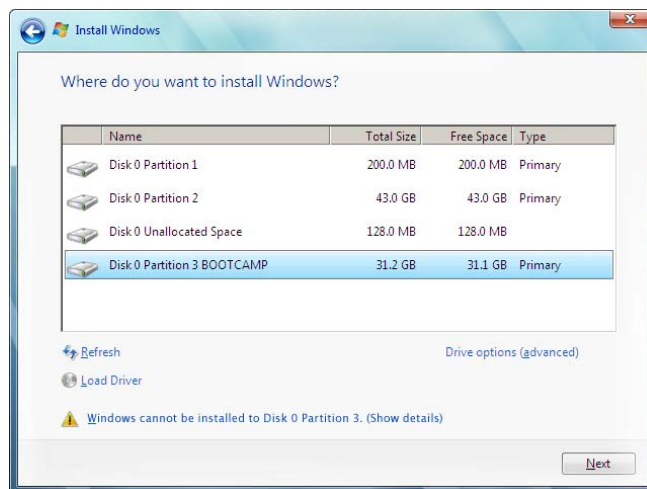 Install Windows
Where do you want to install Windows?
Name Total Size Free Space Type
Disk 0 Partition 1 200.0 MB 200.0 MB Primary
Disk 0 Partition 2 43.0 GB 43.0 GB Primary
Disk 0 Unallocated Space 128.0 MB 128.0 MB
Disk 0 Partition 3 BOOTCAMP 31.2 GB 31.1 GB Primary
Refresh Drive options (advanced)
Load Driver
Windows cannot be installed to Disk 0 Partition 3. (Show details)
Next